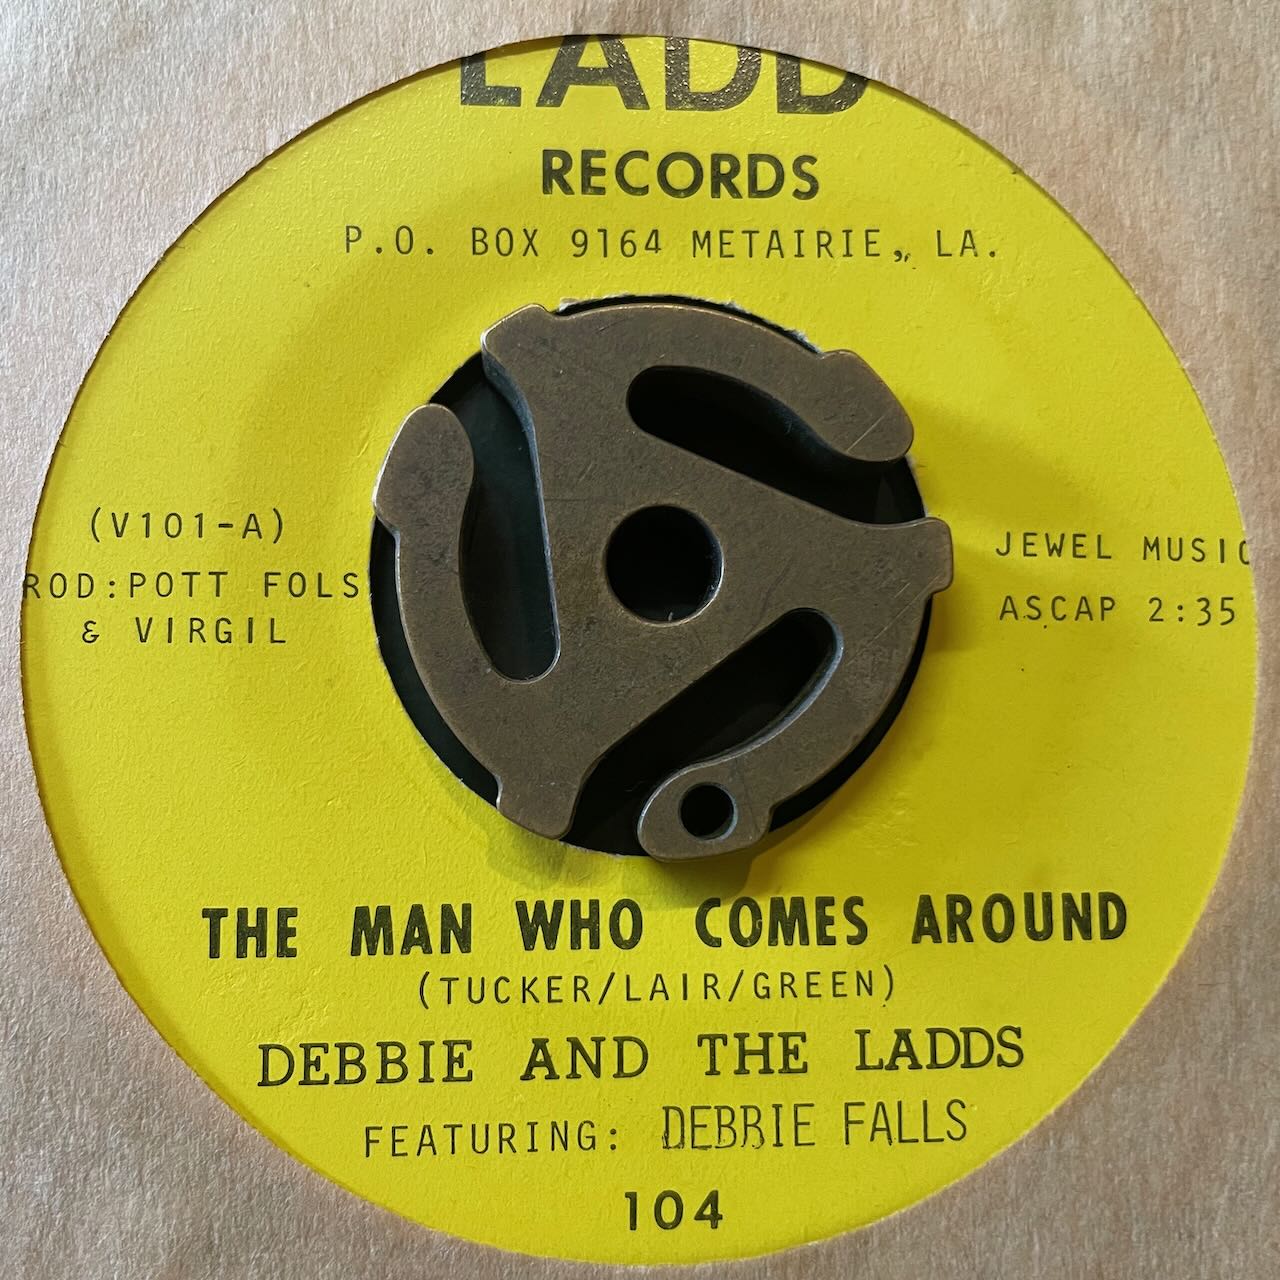 LADD
RECORDS
P.O. BOX 9164 METAIRIE, LA.
(V101-A)
ROD:POTT FOLS
& VIRGIL
JEWEL MUSIC
ASCAP 2:35
THE MAN WHO COMES AROUND
(TUCKER/LAIR/GREEN)
DEBBIE AND THE LADDS
FEATURING: DEBBIE FALLS
104